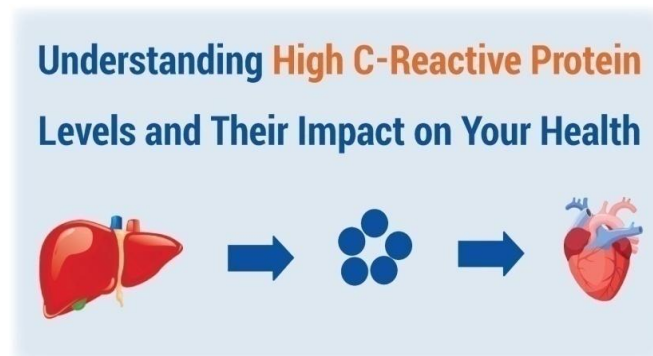 Understanding High C-Reactive Protein
Levels and Their Impact on Your Health